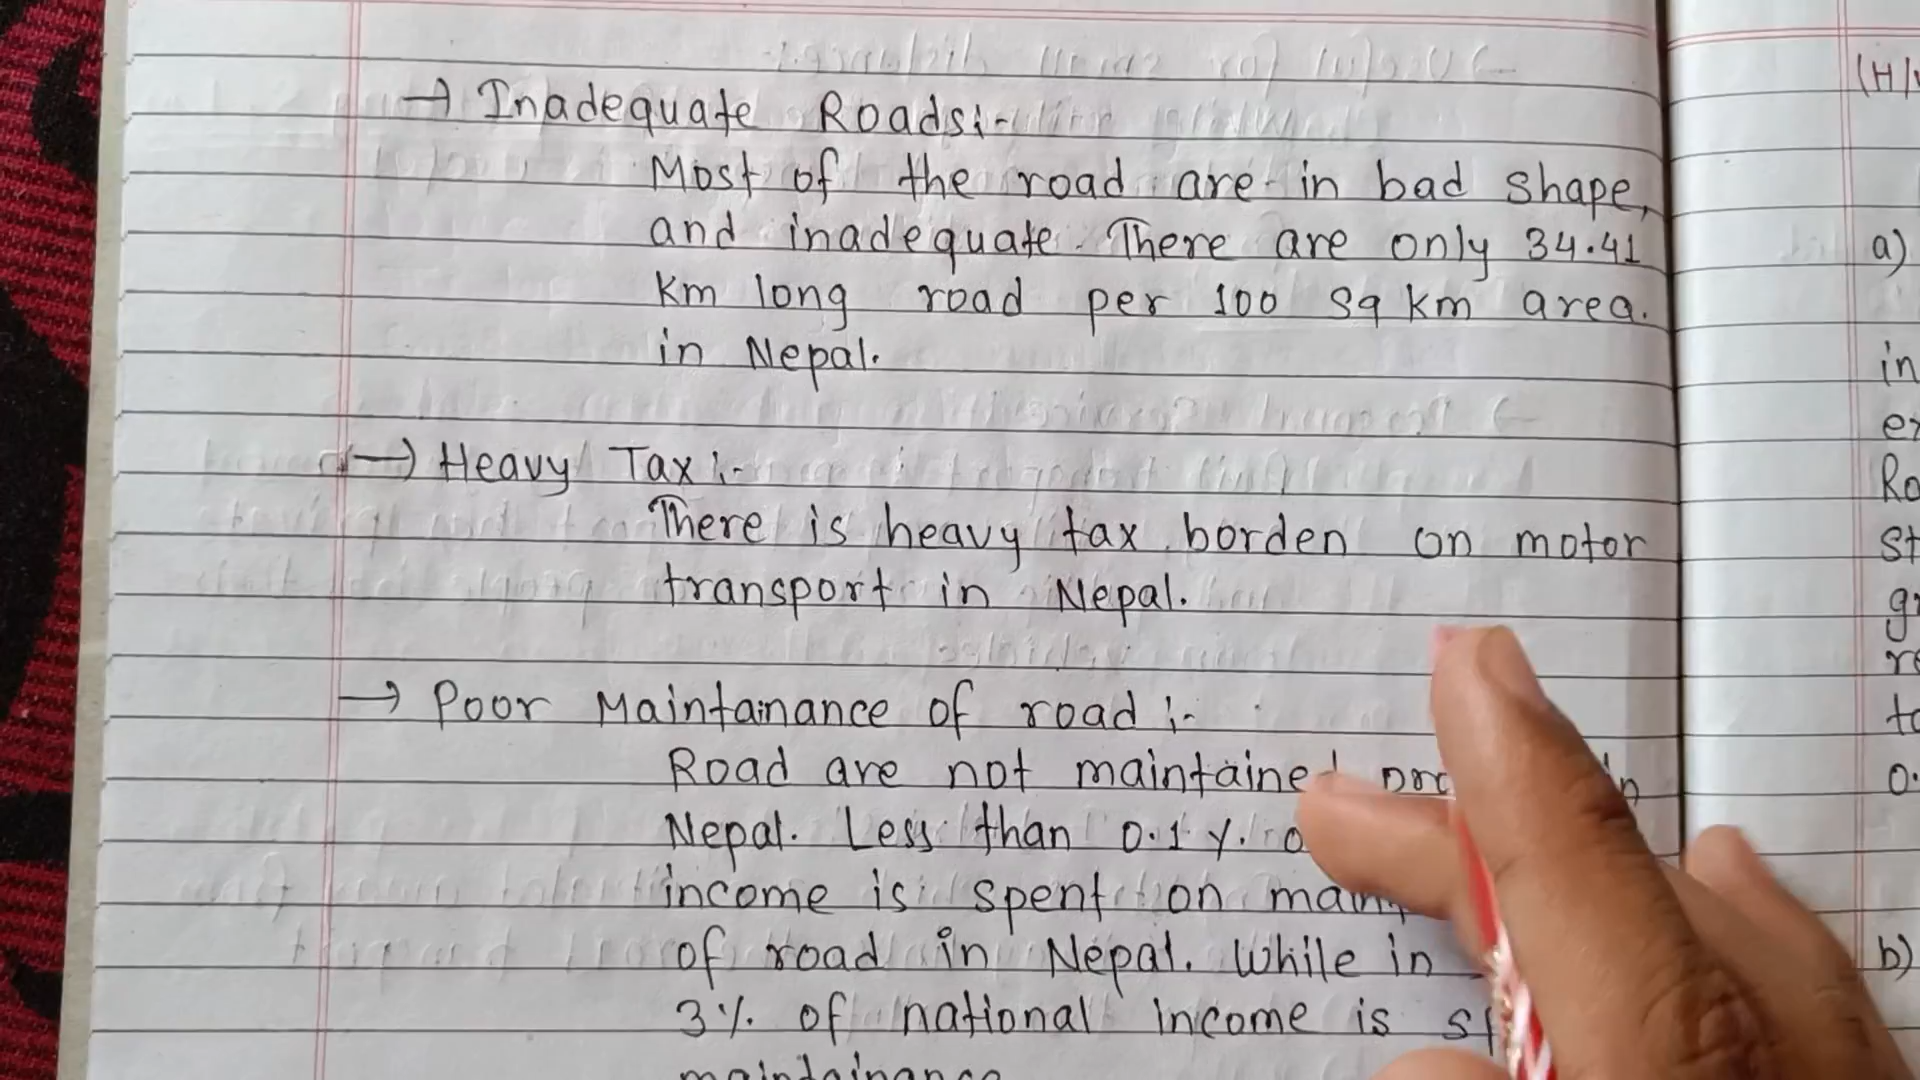 → Inadequate Roads:-
Most of the road are in bad shape,
and inadequate. There are only 34.41
km long road per 100 sq km area.
in Nepal.
→ Heavy Tax:-
There is heavy tax borden on motor
transport in Nepal.
→ Poor Maintanance of road:-
Road are not in
Nepal. Less than 0.1 %.
income is spent on
of road in Nepal. While in
3%. of national income is
maintainance
(H/
a)
in
st
b)